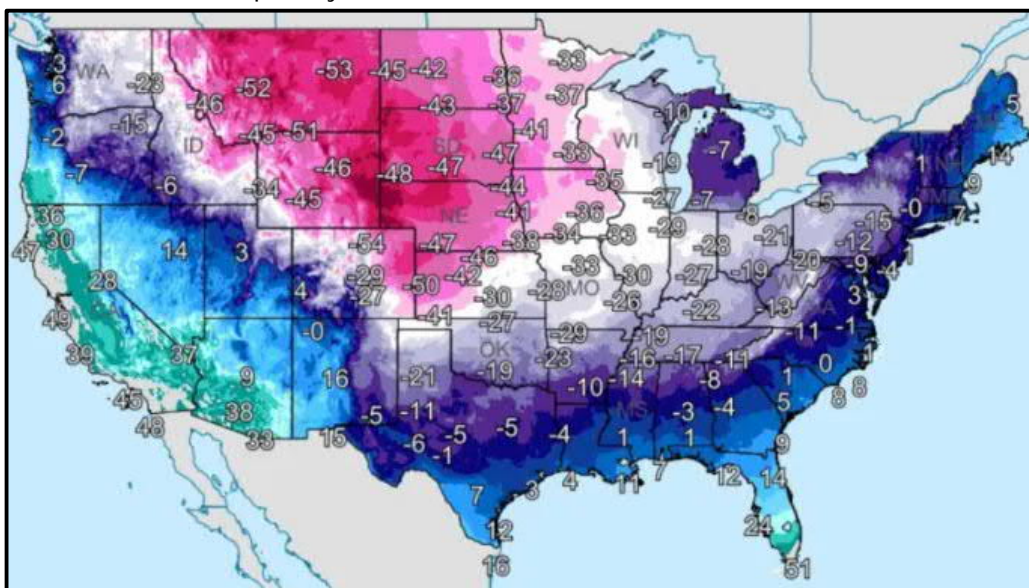 3 WA -23 -52 -53 -45 -42 -36 -33
6 -46 -43 -37 -37 -10 5
-2 -15 ID -45 -51 -41 WI
-7 -6 -34 -46 -48 SD -47 -47 -33 -19 -7 1 NH 14
-45 -44 -35 -27 -7 -8 -5 -0 9
36 NE -41 -36 -29 -15 -7
47 30 14 3 -54 -47 -46 -38 -34 -33 -28 -21 -12 1
28 4 -29 -50 -42 -33 -30 -27 -19 -20 WV -9 -4
-27 -30 -28 MO -26 -22 -13 3
49 -0 -41 -27 -29 -19 -11 -1
39 37 9 16 -21 OK -19 -23 -16 -17 -11 0 1
45 38 -5 -11 -10 -14 -8 1 8 8
48 33 15 -6 -5 -5 -4 MS -3 -4 5
-1 1 1 9
7 3 4 11 7 12 14
12 24
16 51